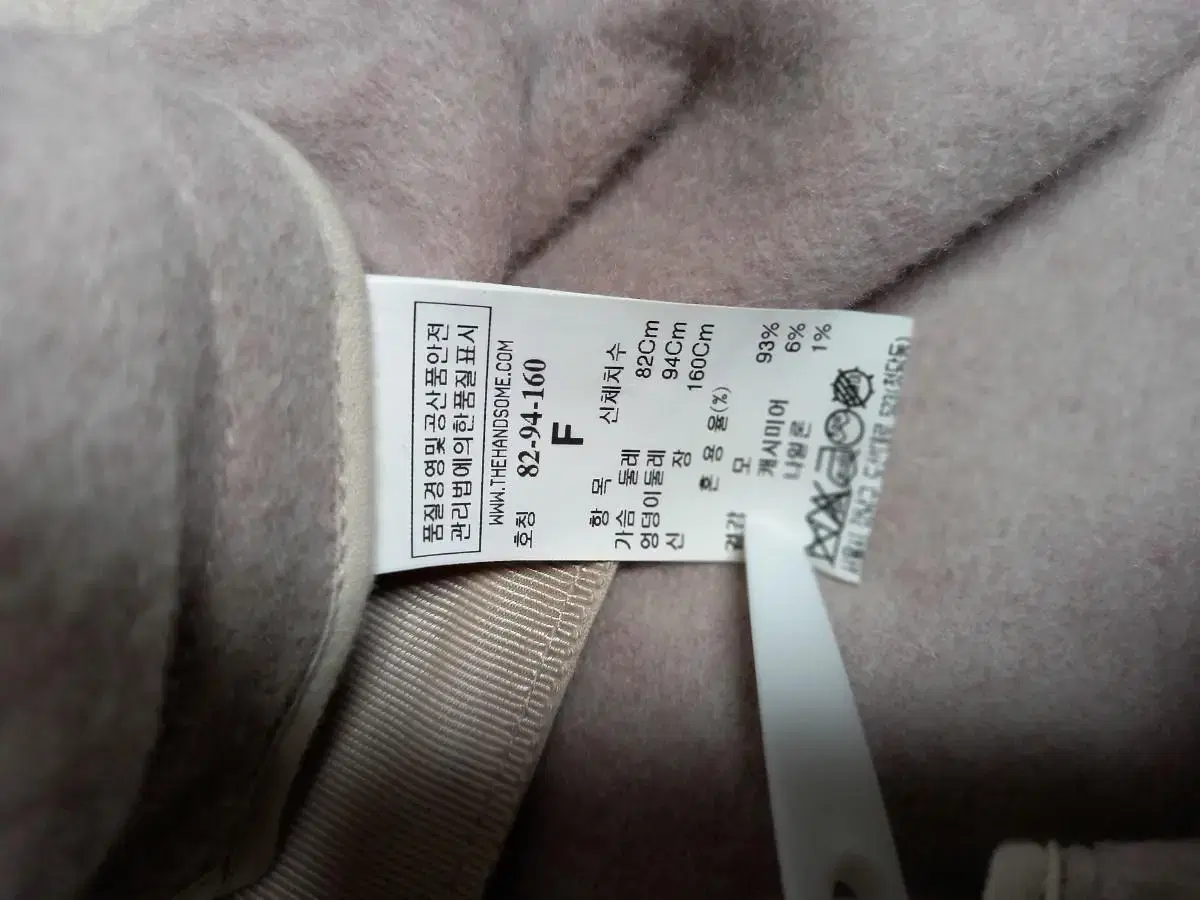 품질경영및공산품안전
관리법에의한품질표시
WWW.THEHANDSOME.COM
호칭 82-94-160
F
항 목 신체치수
가슴 둘레 82Cm
엉덩이둘레 94Cm
신 장 160Cm
혼 용 율(%)
겉감 모 93%
캐시미어 6%
나일론 1%